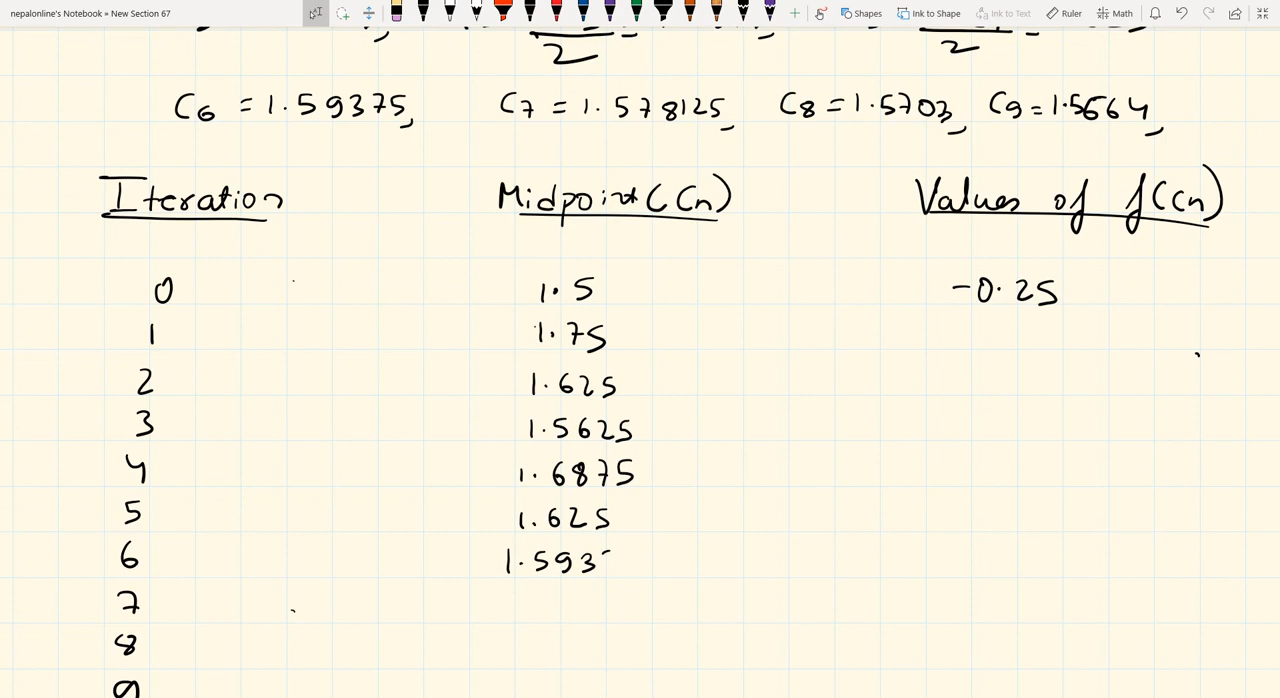 nepalonline's Notebook » New Section 67
Shapes Ink to Shape Ink to Text Ruler Math
2 2
C6 = 1.59375, C7 = 1.578125, C8 = 1.5703, C9 = 1.5664,
Iteration Midpoint (Cn) Values of f(Cn)
0 1.5 -0.25
1 1.75
2 1.625
3 1.5625
4 1.6875
5 1.625
6 1.593
7
8
9